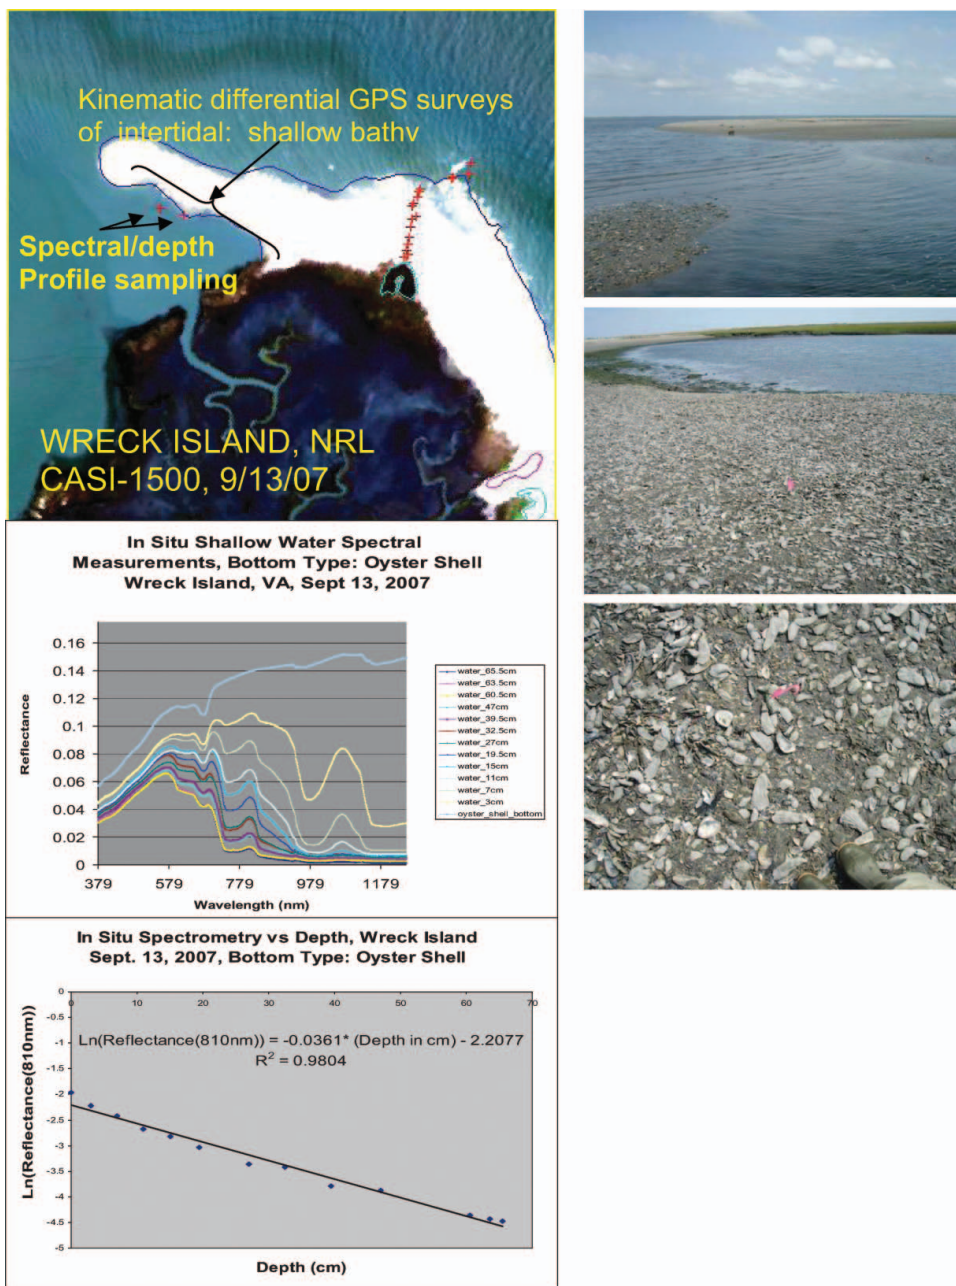 Kinematic differential GPS surveys
of intertidal: shallow bathy
Spectral/depth
Profile sampling
WRECK ISLAND, NRL
CASI-1500, 9/13/07
In Situ Shallow Water Spectral
Measurements, Bottom Type: Oyster Shell
Wreck Island, VA, Sept 13, 2007
Reflectance
0.16
0.14
0.12
0.1
0.08
0.06
0.04
0.02
0
379 579 779 979 1179
Wavelength (nm)
water_65.5cm
water_63.5cm
water_60.5cm
water_47cm
water_39.5cm
water_32.5cm
water_27cm
water_19.5cm
water_15cm
water_11cm
water_7cm
water_3cm
oyster_shell_bottom
In Situ Spectrometry vs Depth, Wreck Island
Sept. 13, 2007, Bottom Type: Oyster Shell
0 10 20 30 40 50 60 70
Ln(Reflectance(810nm)) = -0.0361* (Depth in cm) - 2.2077
R² = 0.9804
Ln(Reflectance(810nm))
0
-0.5
-1
-1.5
-2
-2.5
-3
-3.5
-4
-4.5
-5
Depth (cm)